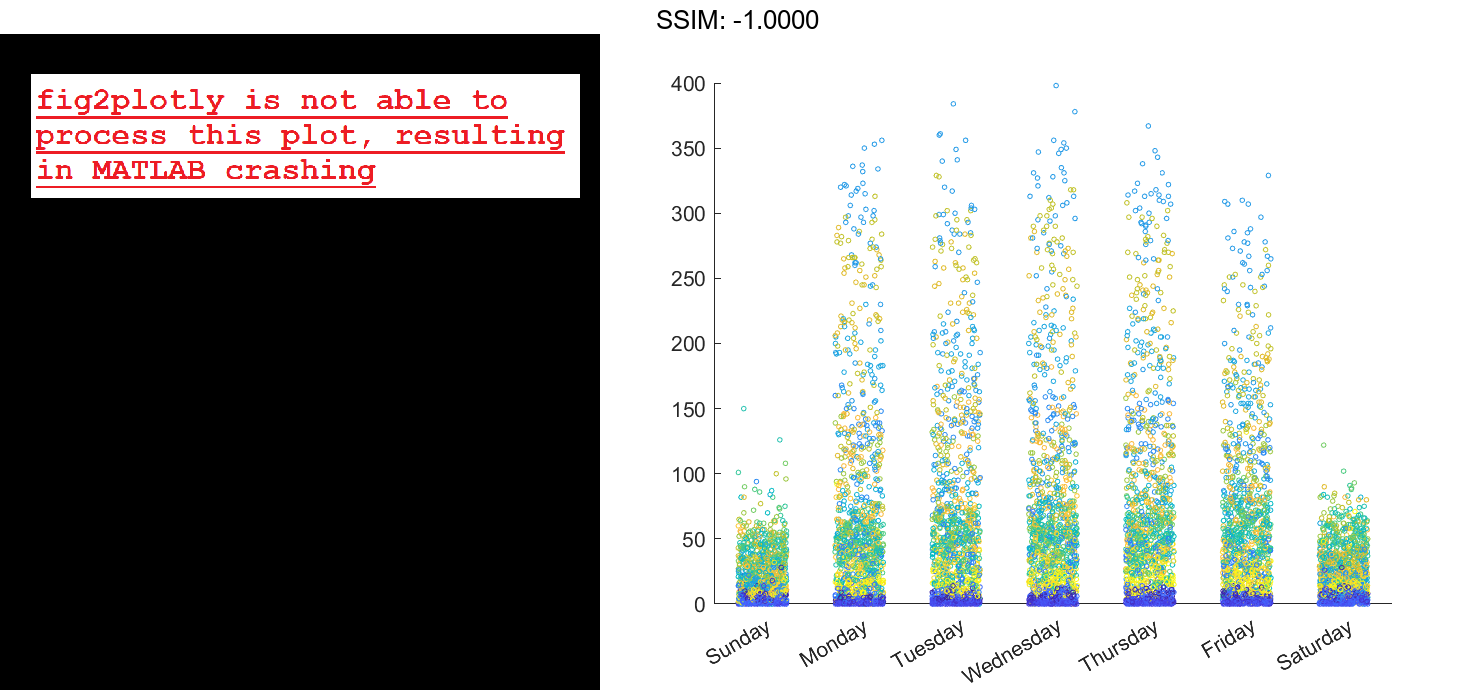 SSIM: -1.0000
fig2plotly is not able to
process this plot, resulting
in MATLAB crashing
400
350
300
250
200
150
100
50
0
Sunday
Monday
Tuesday
Wednesday
Thursday
Friday
Saturday